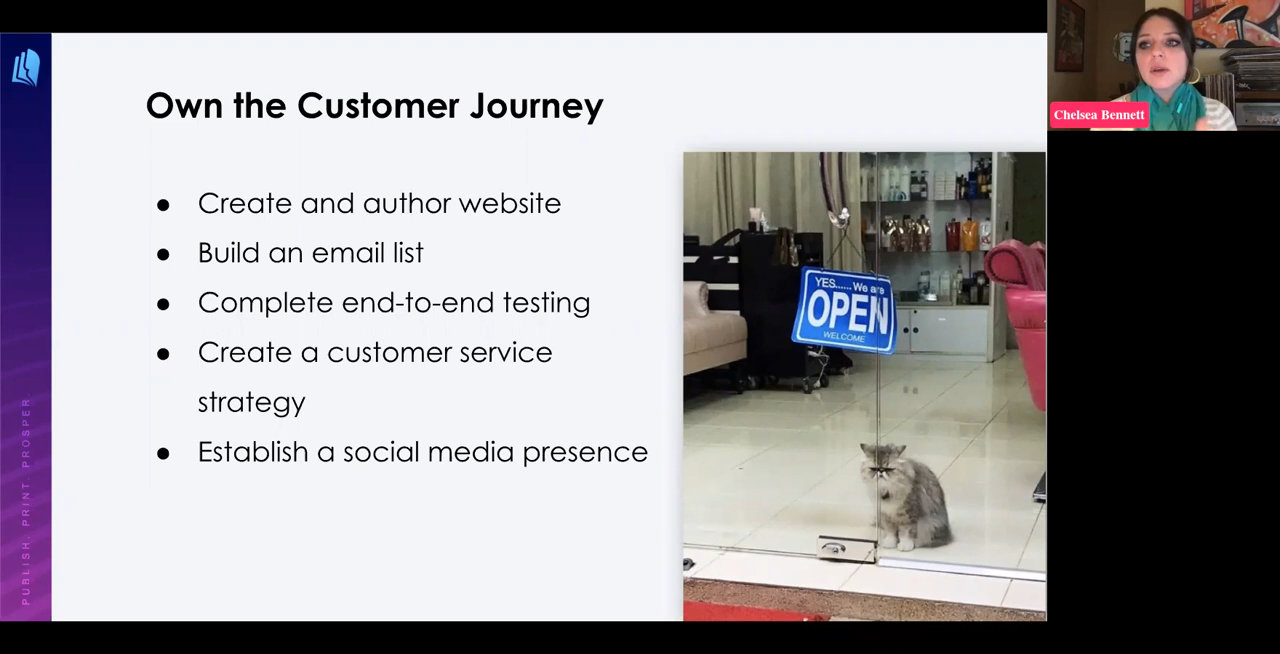 Own the Customer Journey
Create and author website
Build an email list
Complete end-to-end testing
Create a customer service
strategy
Establish a social media presence
YES...... We are
OPEN
WELCOME
PUBLISH. PRINT. PROSPER
Chelsea Bennett